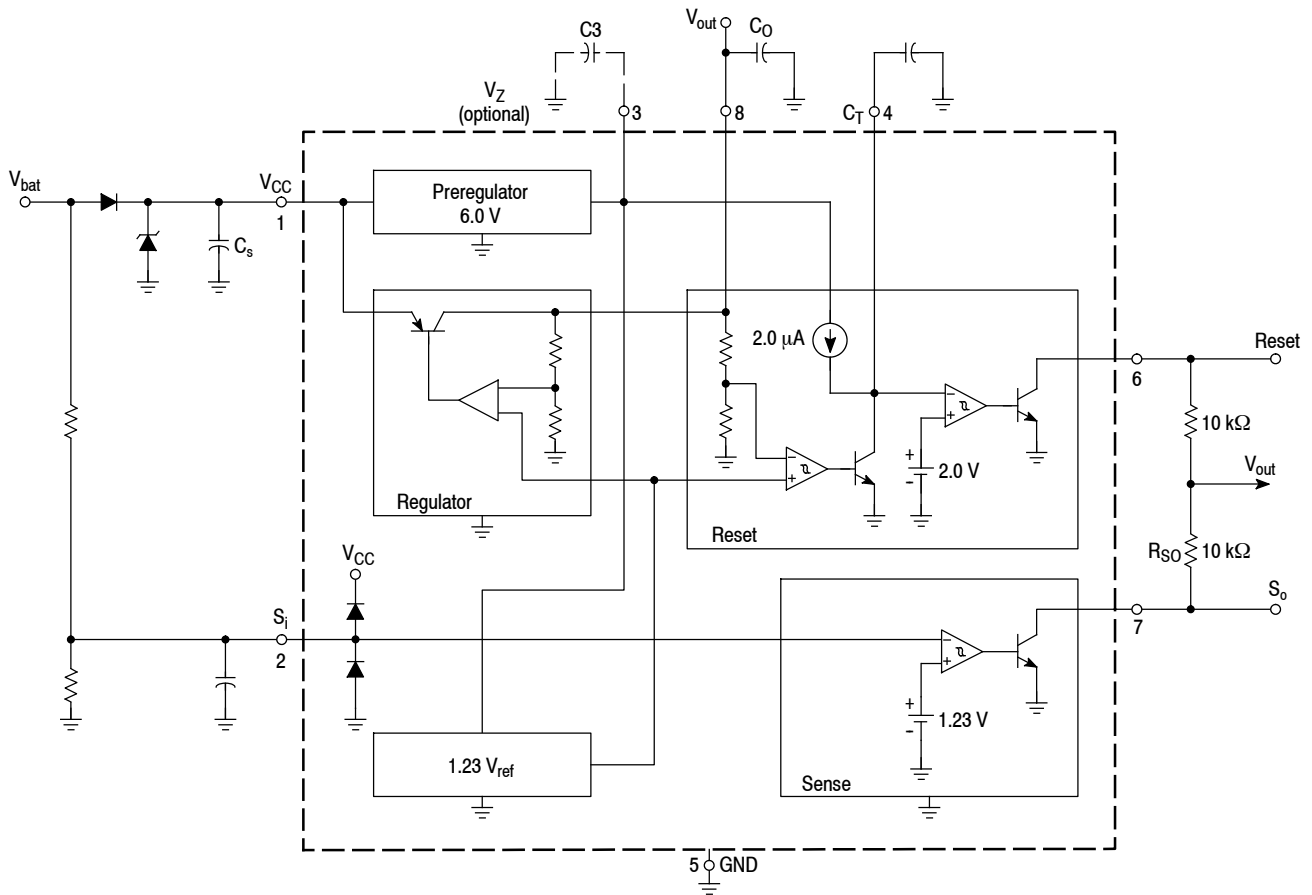 C3
Vout
CO
VZ
(optional)
3
8
CT 4
Vbat
VCC
1
Preregulator
6.0 V
Cs
2.0 μA
Reset
6
10 kΩ
+
-
2.0 V
Vout
Regulator
Reset
RSO 10 kΩ
VCC
Si
2
So
7
+
-
1.23 V
1.23 Vref
Sense
5 GND